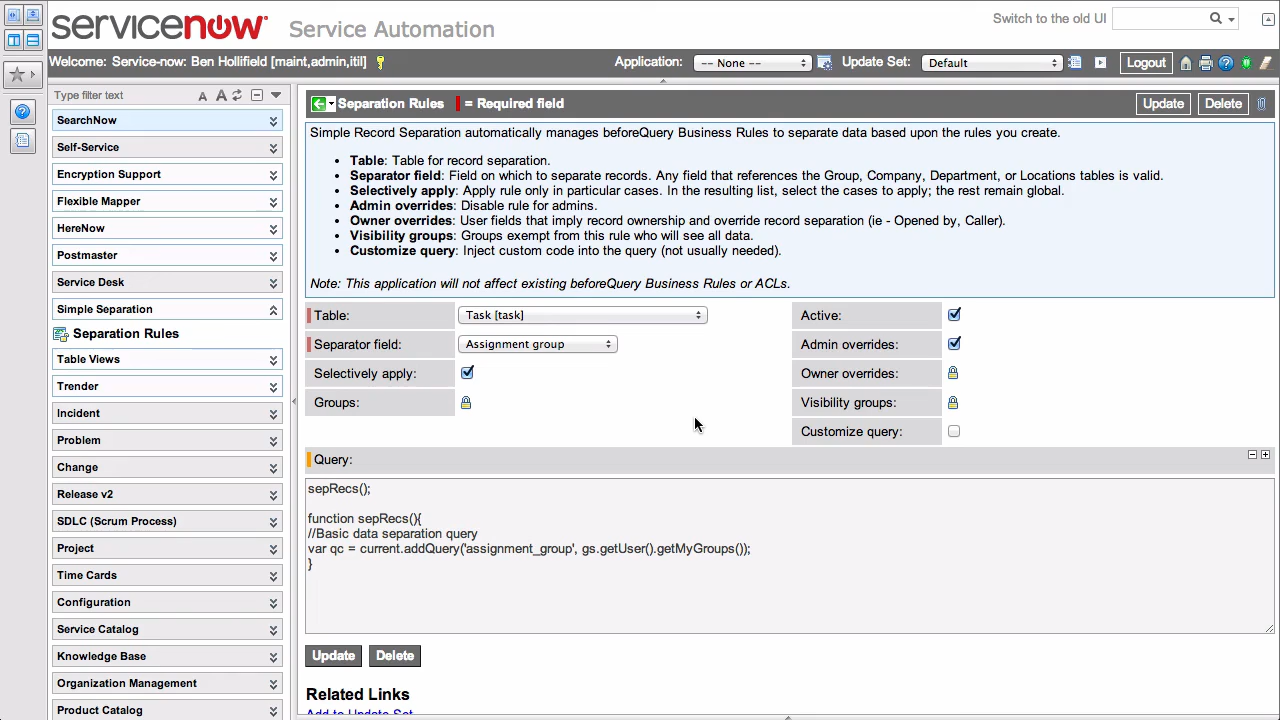 servicenow Service Automation
Switch to the old UI
Welcome: Service-now: Ben Hollifield [maint,admin,itil]
Application: -- None -- Update Set: Default Logout
Type filter text A A
SearchNow
Self-Service
Encryption Support
Flexible Mapper
HereNow
Postmaster
Service Desk
Simple Separation
Separation Rules
Table Views
Trender
Incident
Problem
Change
Release v2
SDLC (Scrum Process)
Project
Time Cards
Configuration
Service Catalog
Knowledge Base
Organization Management
Product Catalog
Separation Rules = Required field
Update Delete
Simple Record Separation automatically manages beforeQuery Business Rules to separate data based upon the rules you create.
• Table: Table for record separation.
• Separator field: Field on which to separate records. Any field that references the Group, Company, Department, or Locations tables is valid.
• Selectively apply: Apply rule only in particular cases. In the resulting list, select the cases to apply; the rest remain global.
• Admin overrides: Disable rule for admins.
• Owner overrides: User fields that imply record ownership and override record separation (ie - Opened by, Caller).
• Visibility groups: Groups exempt from this rule who will see all data.
• Customize query: Inject custom code into the query (not usually needed).
Note: This application will not affect existing beforeQuery Business Rules or ACLs.
Table: Task [task]
Separator field: Assignment group
Selectively apply:
Groups:
Active:
Admin overrides:
Owner overrides:
Visibility groups:
Customize query:
Query:
sepRecs();
function sepRecs(){
//Basic data separation query
var qc = current.addQuery('assignment_group', gs.getUser().getMyGroups());
}
Update Delete
Related Links
Add to Update Set